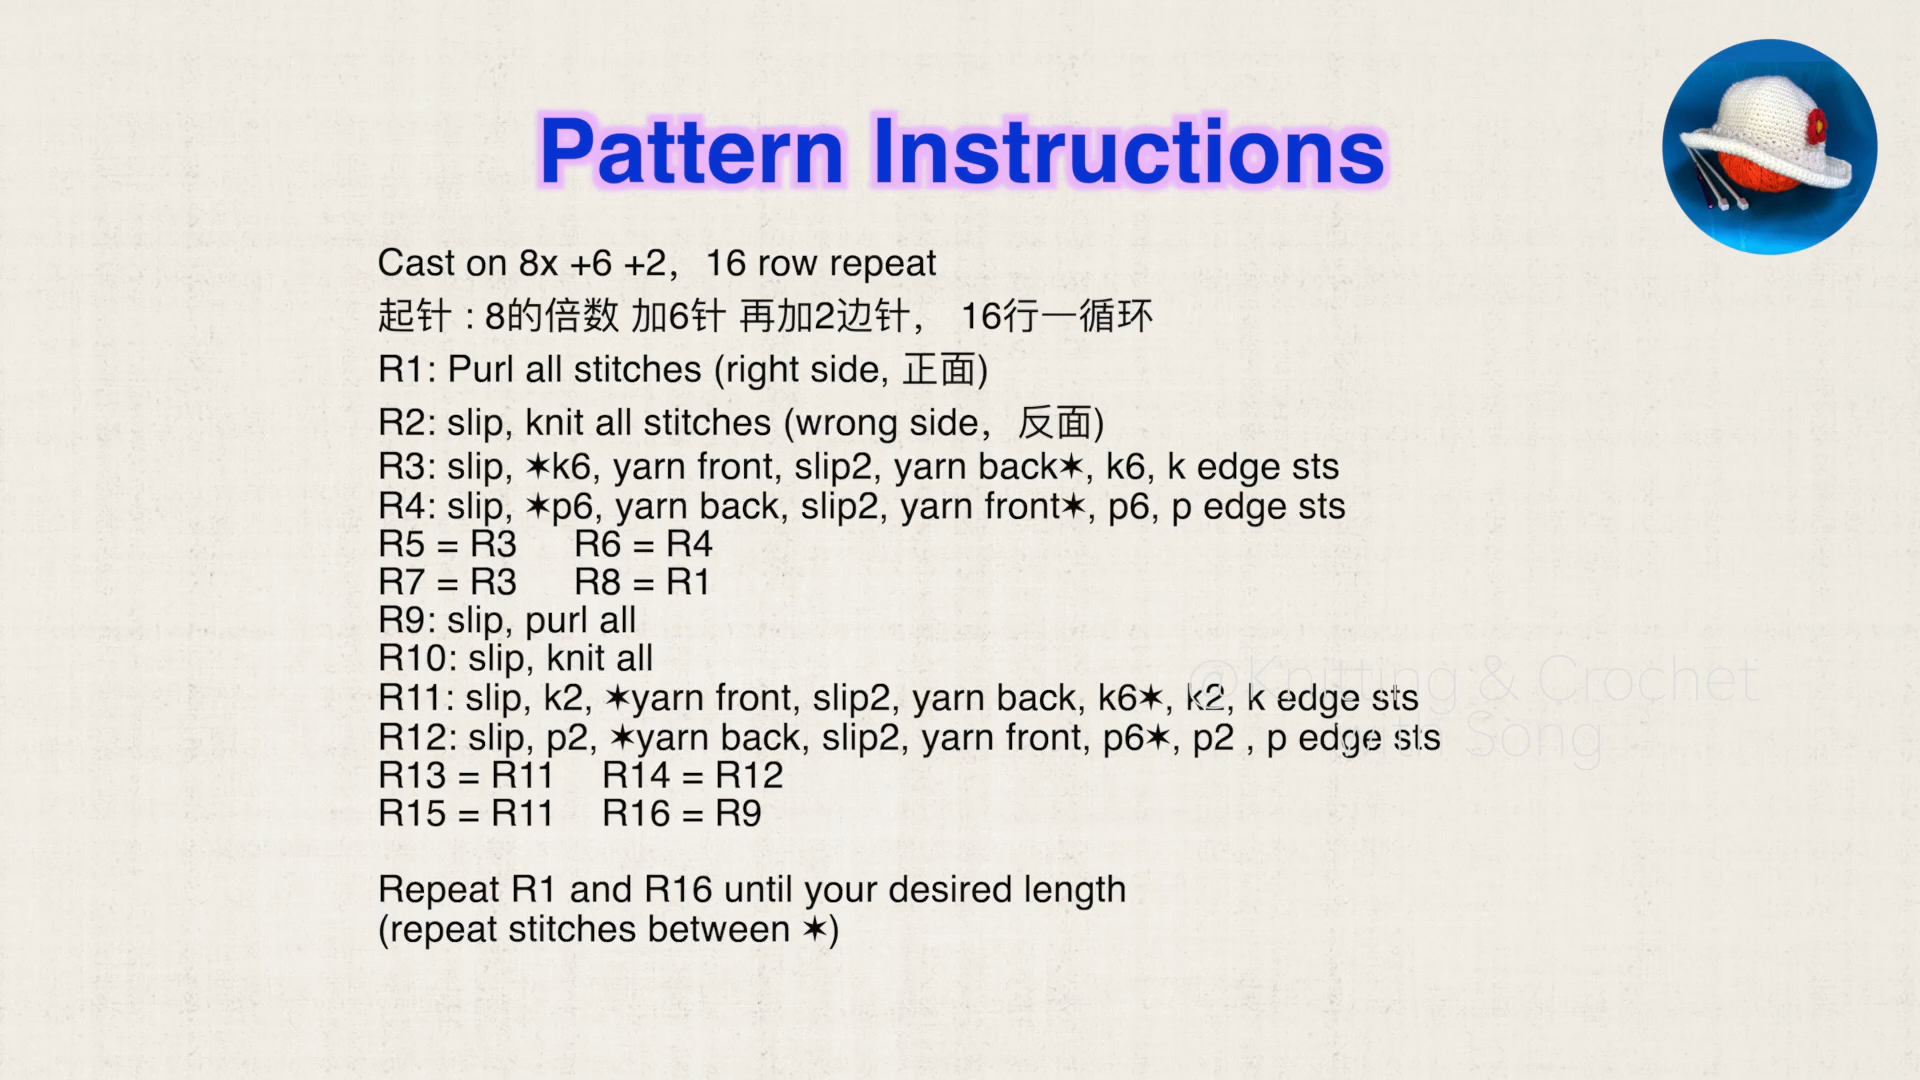 Pattern Instructions
Cast on 8x +6 +2，16 row repeat
起针 : 8的倍数 加6针 再加2边针， 16行一循环
R1: Purl all stitches (right side, 正面)
R2: slip, knit all stitches (wrong side，反面)
R3: slip, ✶k6, yarn front, slip2, yarn back✶, k6, k edge sts
R4: slip, ✶p6, yarn back, slip2, yarn front✶, p6, p edge sts
R5 = R3 R6 = R4
R7 = R3 R8 = R1
R9: slip, purl all
R10: slip, knit all
R11: slip, k2, ✶yarn front, slip2, yarn back, k6✶, k2, k edge sts
R12: slip, p2, ✶yarn back, slip2, yarn front, p6✶, p2 , p edge sts
R13 = R11 R14 = R12
R15 = R11 R16 = R9
Repeat R1 and R16 until your desired length
(repeat stitches between ✶)
@Knitting & Crochet
with Song